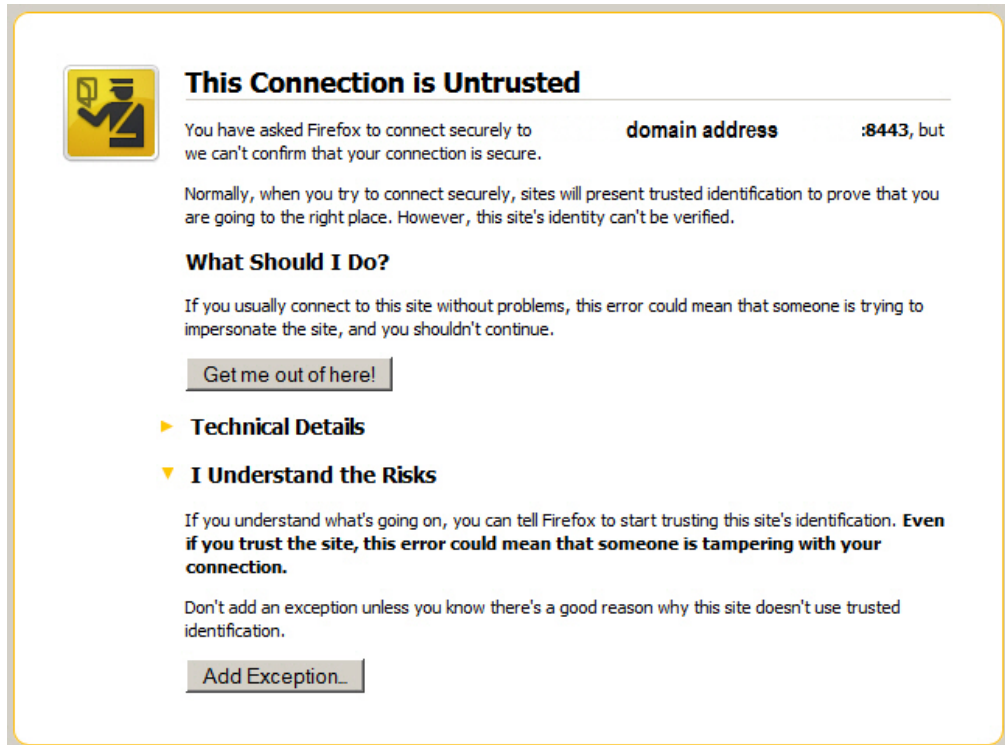 This Connection is Untrusted
You have asked Firefox to connect securely to domain address :8443, but
we can't confirm that your connection is secure.
Normally, when you try to connect securely, sites will present trusted identification to prove that you
are going to the right place. However, this site's identity can't be verified.
What Should I Do?
If you usually connect to this site without problems, this error could mean that someone is trying to
impersonate the site, and you shouldn't continue.
Get me out of here!
Technical Details
I Understand the Risks
If you understand what's going on, you can tell Firefox to start trusting this site's identification. Even
if you trust the site, this error could mean that someone is tampering with your
connection.
Don't add an exception unless you know there's a good reason why this site doesn't use trusted
identification.
Add Exception...